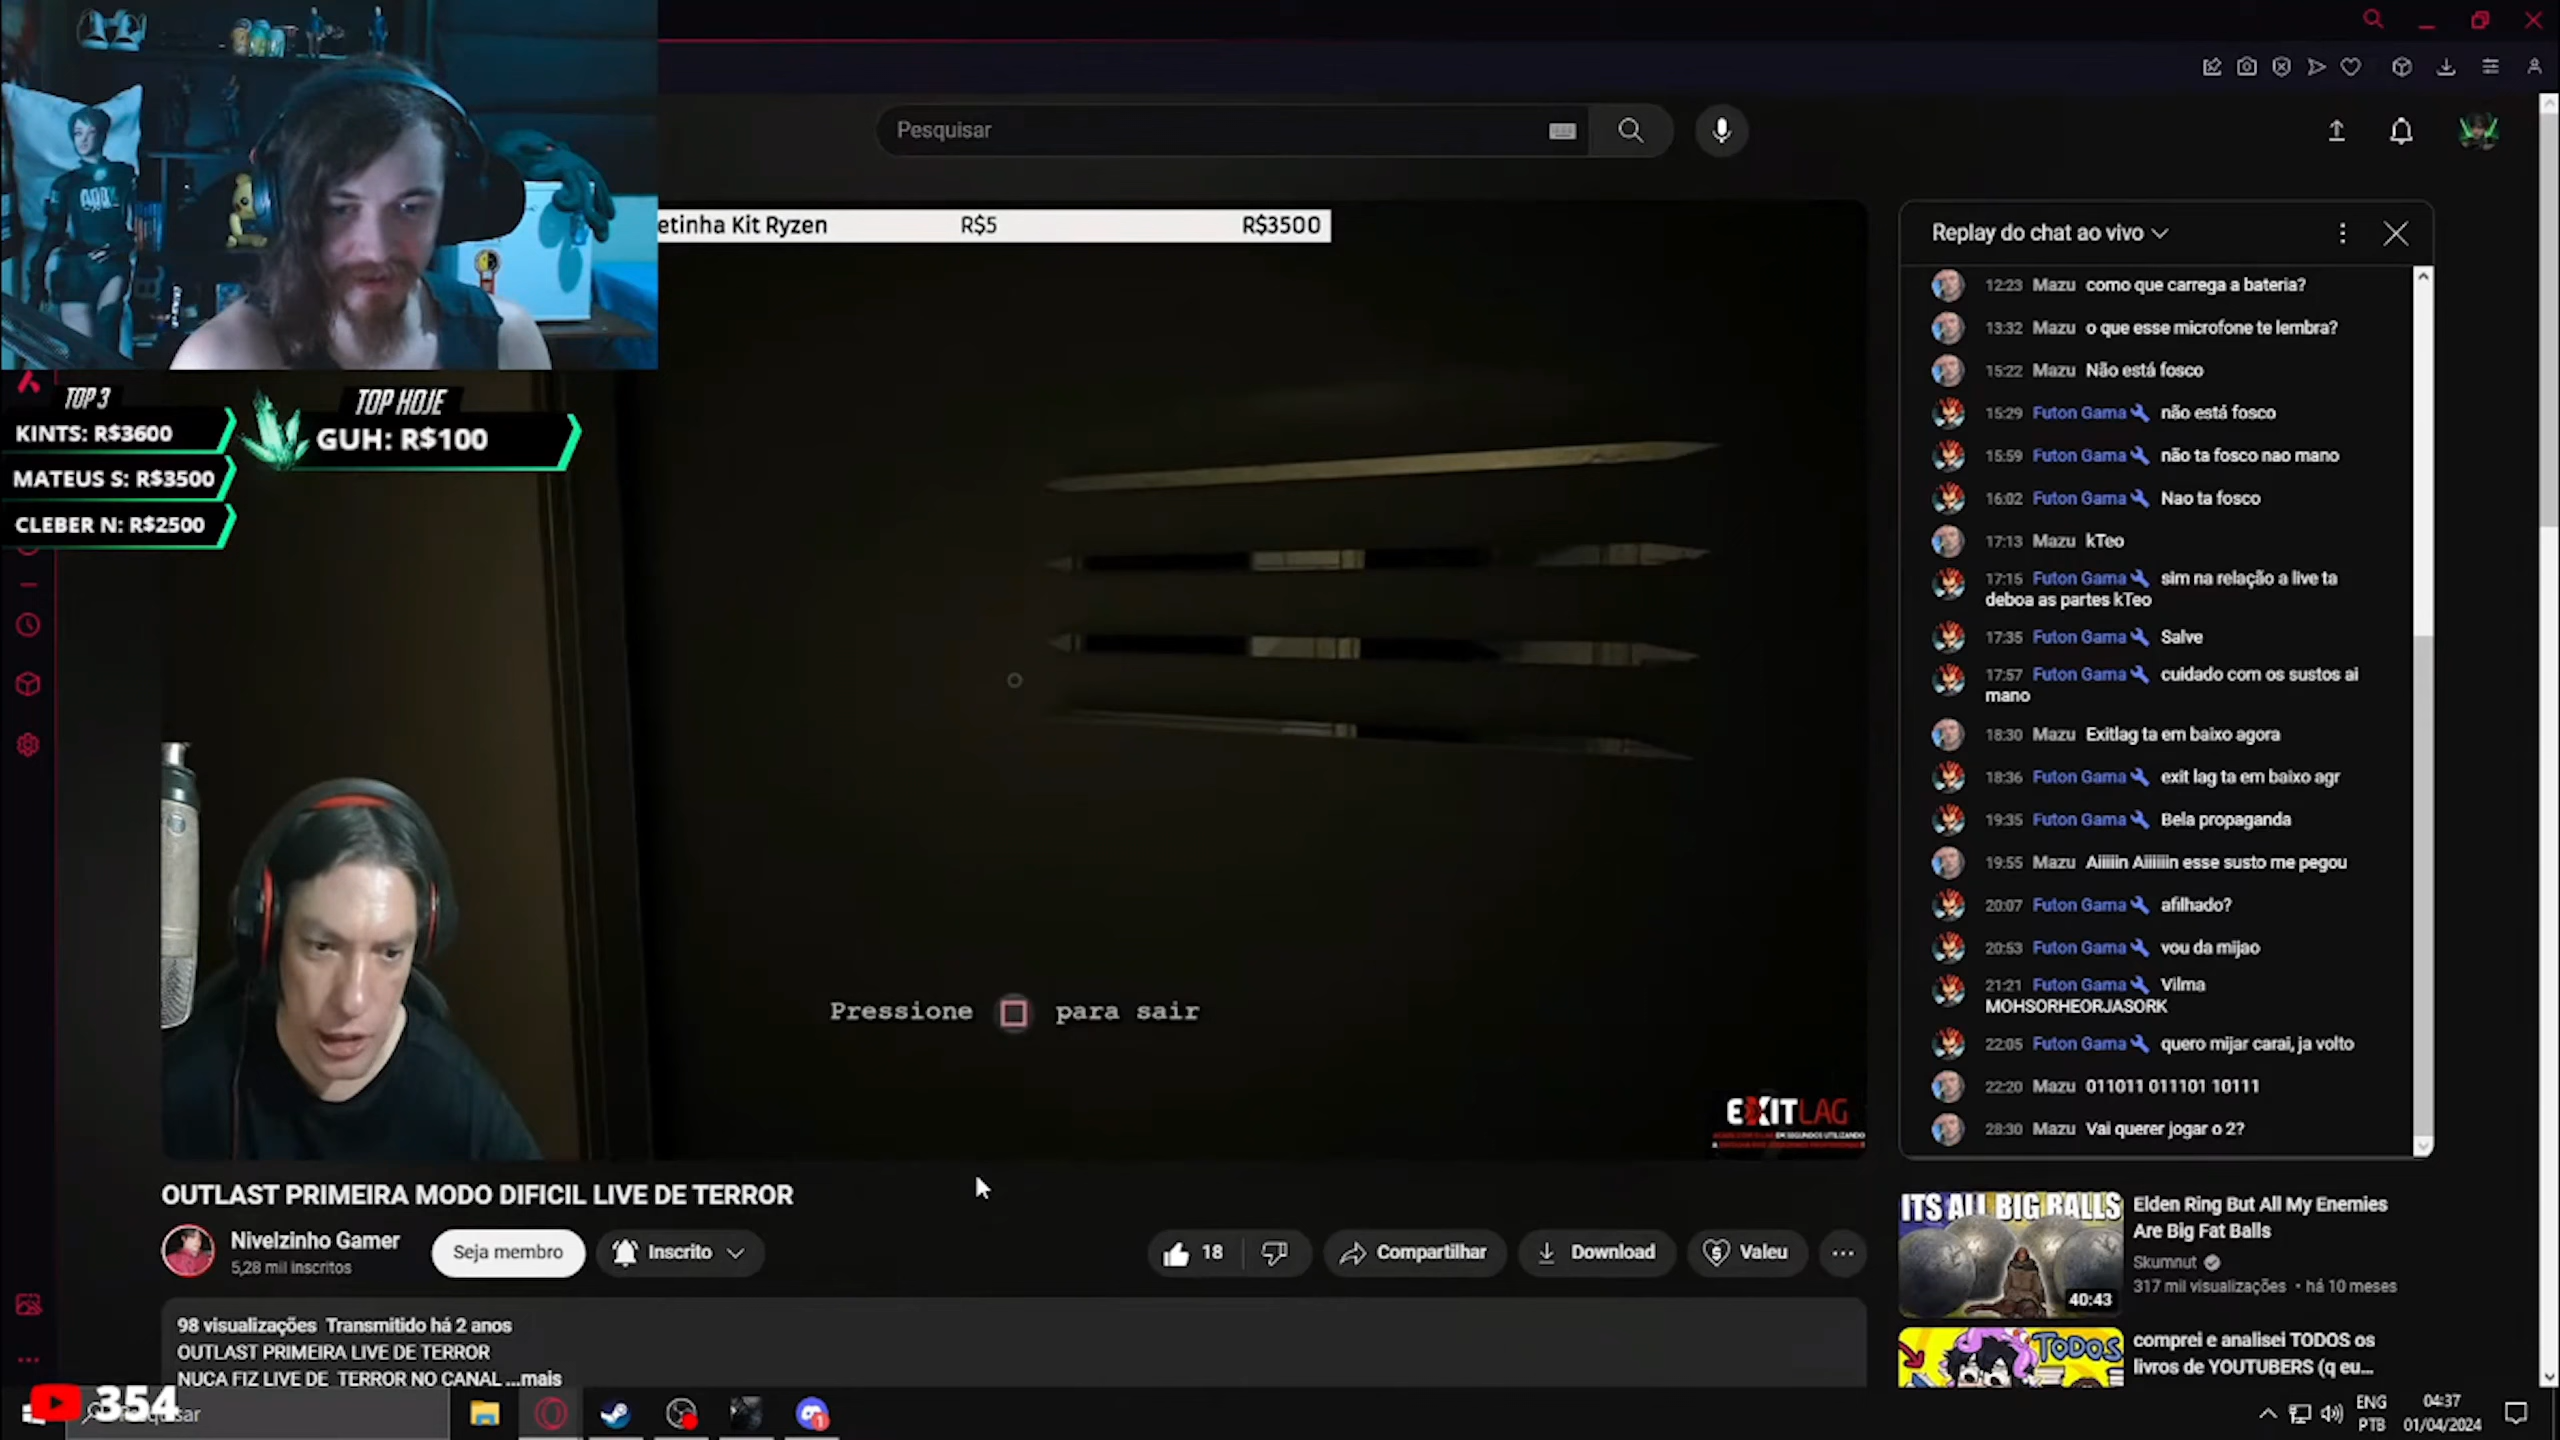 Pesquisar
etinha Kit Ryzen R$5 R$3500
TOP 3
KINTS: R$3600
MATEUS S: R$3500
CLEBER N: R$2500
TOP HOJE
GUH: R$100
Pressione para sair
EXITLAG
OUTLAST PRIMEIRA MODO DIFICIL LIVE DE TERROR
Nivelzinho Gamer
5,28 mil inscritos
Seja membro
Inscrito
18
Compartilhar
Download
Valeu
98 visualizações Transmitido há 2 anos
OUTLAST PRIMEIRA LIVE DE TERROR
NUCA FIZ LIVE DE TERROR NO CANAL ...mais
Replay do chat ao vivo
12:23 Mazu como que carrega a bateria?
13:32 Mazu o que esse microfone te lembra?
15:22 Mazu Não está fosco
15:29 Futon Gama não está fosco
15:59 Futon Gama não ta fosco nao mano
16:02 Futon Gama Nao ta fosco
17:13 Mazu kTeo
17:15 Futon Gama sim na relação a live ta
deboa as partes kTeo
17:35 Futon Gama Salve
17:57 Futon Gama cuidado com os sustos ai
mano
18:30 Mazu Exitlag ta em baixo agora
18:36 Futon Gama exit lag ta em baixo agr
19:35 Futon Gama Bela propaganda
19:55 Mazu Aiiiiin Aiiiiiin esse susto me pegou
20:07 Futon Gama afilhado?
20:53 Futon Gama vou da mijao
21:21 Futon Gama Vilma
MOHSORHEORJASORK
22:05 Futon Gama quero mijar carai, ja volto
22:20 Mazu 011011 011101 10111
28:30 Mazu Vai querer jogar o 2?
ITS ALL BIG BALLS
40:43
Elden Ring But All My Enemies
Are Big Fat Balls
Skumnut
317 mil visualizações • há 10 meses
TODOS
comprei e analisei TODOS os
livros de YOUTUBERS (q eu...
354
sar
1
ENG
PTB
04:37
01/04/2024